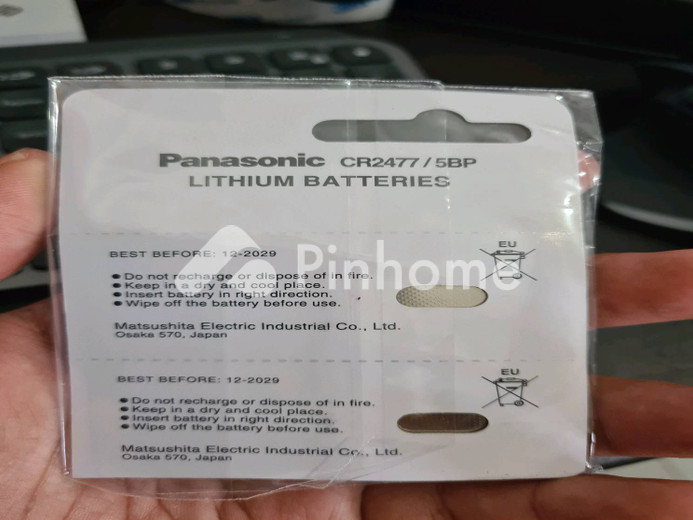 Panasonic CR2477/5BP
LITHIUM BATTERIES
BEST BEFORE: 12-2029
EU
● Do not recharge or dispose of in fire.
● Keep in a dry and cool place.
● Insert battery in right direction.
● Wipe off the battery before use.
Matsushita Electric Industrial Co., Ltd.
Osaka 570, Japan
Pinhome
BEST BEFORE: 12-2029
EU
● Do not recharge or dispose of in fire.
● Keep in a dry and cool place.
● Insert battery in right direction.
● Wipe off the battery before use.
Matsushita Electric Industrial Co., Ltd.
Osaka 570, Japan